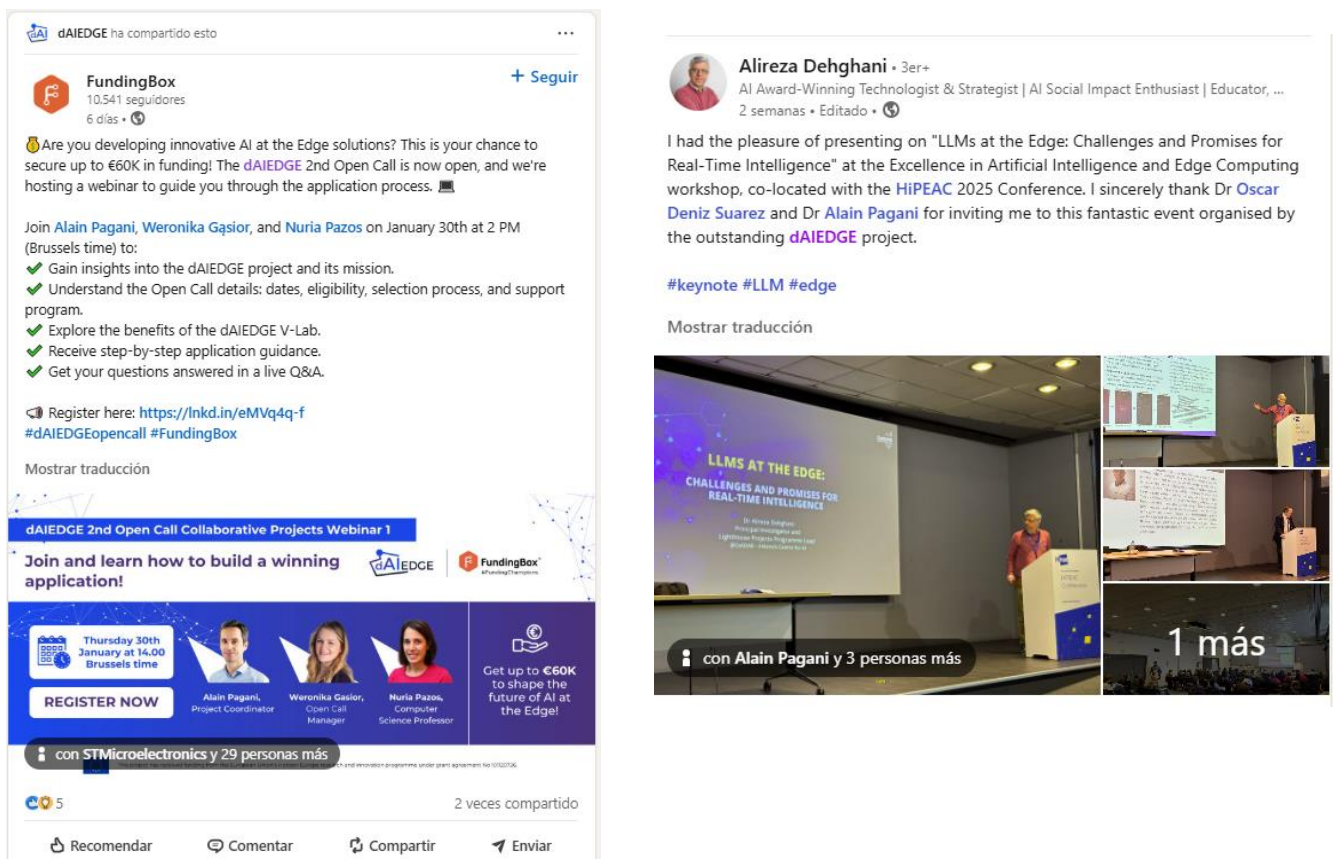 dAIEDGE ha compartido esto
FundingBox
+ Seguir
10.541 seguidores
6 días •
Are you developing innovative AI at the Edge solutions? This is your chance to
secure up to €60K in funding! The dAIEDGE 2nd Open Call is now open, and we're
hosting a webinar to guide you through the application process.
Join Alain Pagani, Weronika Gąsior, and Nuria Pazos on January 30th at 2 PM
(Brussels time) to:
Gain insights into the dAIEDGE project and its mission.
Understand the Open Call details: dates, eligibility, selection process, and support
program.
Explore the benefits of the dAIEDGE V-Lab.
Receive step-by-step application guidance.
Get your questions answered in a live Q&A.
Register here: https://lnkd.in/eMVq4q-f
#dAIEDGEopencall #FundingBox
Mostrar traducción
dAIEDGE 2nd Open Call Collaborative Projects Webinar 1
Join and learn how to build a winning
application!
dAIEDGE
FundingBox
#FundingChampions
Thursday 30th
January at 14.00
Brussels time
REGISTER NOW
Alain Pagani,
Project Coordinator
Weronika Gasior,
Open Call
Manager
Nuria Pazos,
Computer
Science Professor
Get up to €60K
to shape the
future of AI at
the Edge!
con STMicroelectronics y 29 personas más
5
2 veces compartido
Recomendar
Comentar
Compartir
Enviar
Alireza Dehghani • 3er+
AI Award-Winning Technologist & Strategist | AI Social Impact Enthusiast | Educator, ...
2 semanas • Editado •
I had the pleasure of presenting on "LLMs at the Edge: Challenges and Promises for
Real-Time Intelligence" at the Excellence in Artificial Intelligence and Edge Computing
workshop, co-located with the HiPEAC 2025 Conference. I sincerely thank Dr Oscar
Deniz Suarez and Dr Alain Pagani for inviting me to this fantastic event organised by
the outstanding dAIEDGE project.
#keynote #LLM #edge
Mostrar traducción
LLMS AT THE EDGE:
CHALLENGES AND PROMISES FOR
REAL-TIME INTELLIGENCE
Dr Alireza Dehghani
Principal Investigator and
Lighthouse Projects Programme Lead
con Alain Pagani y 3 personas más
1 más